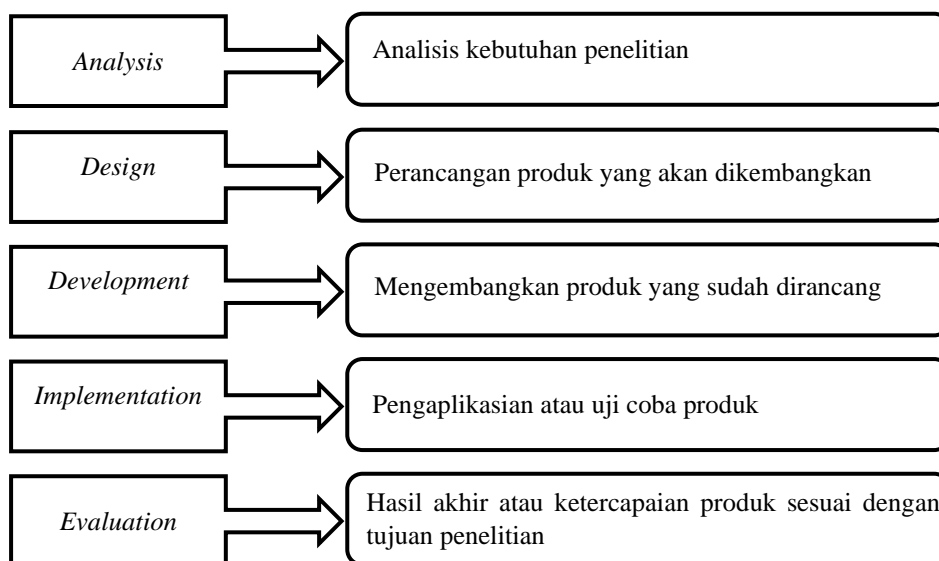 Analysis
Analisis kebutuhan penelitian
Design
Perancangan produk yang akan dikembangkan
Development
Mengembangkan produk yang sudah dirancang
Implementation
Pengaplikasian atau uji coba produk
Evaluation
Hasil akhir atau ketercapaian produk sesuai dengan
tujuan penelitian